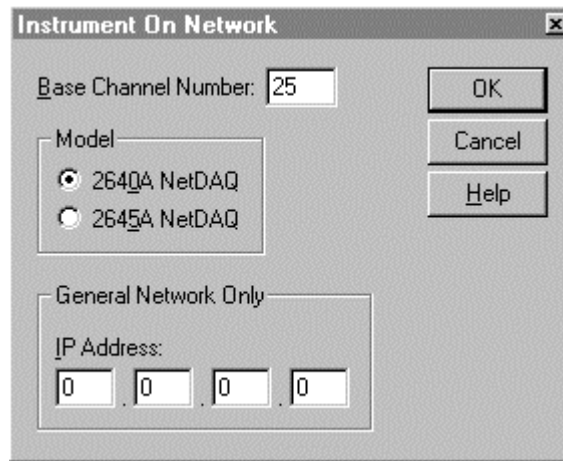 Instrument On Network
Base Channel Number: 25
OK
Model
Cancel
2640A NetDAQ
Help
2645A NetDAQ
General Network Only
IP Address:
0 . 0 . 0 . 0